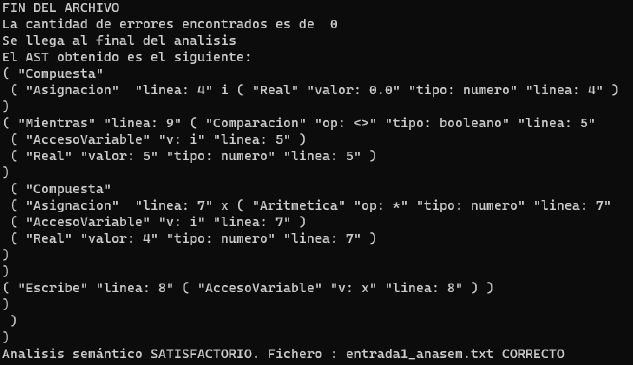 FIN DEL ARCHIVO
La cantidad de errores encontrados es de  0
Se llega al final del analisis
El AST obtenido es el siguiente:
( "Compuesta"
 ( "Asignacion"  "linea: 4" i ( "Real" "valor: 0.0" "tipo: numero" "linea: 4" )
)
( "Mientras" "linea: 9" ( "Comparacion" "op: <>" "tipo: booleano" "linea: 5"
 ( "AccesoVariable" "v: i" "linea: 5" )
 ( "Real" "valor: 5" "tipo: numero" "linea: 5" )
)
 ( "Compuesta"
 ( "Asignacion"  "linea: 7" x ( "Aritmetica" "op: *" "tipo: numero" "linea: 7"
 ( "AccesoVariable" "v: i" "linea: 7" )
 ( "Real" "valor: 4" "tipo: numero" "linea: 7" )
)
)
( "Escribe" "linea: 8" ( "AccesoVariable" "v: x" "linea: 8" ) )
)
 )
)
Analisis semántico SATISFACTORIO. Fichero : entrada1_anasem.txt CORRECTO